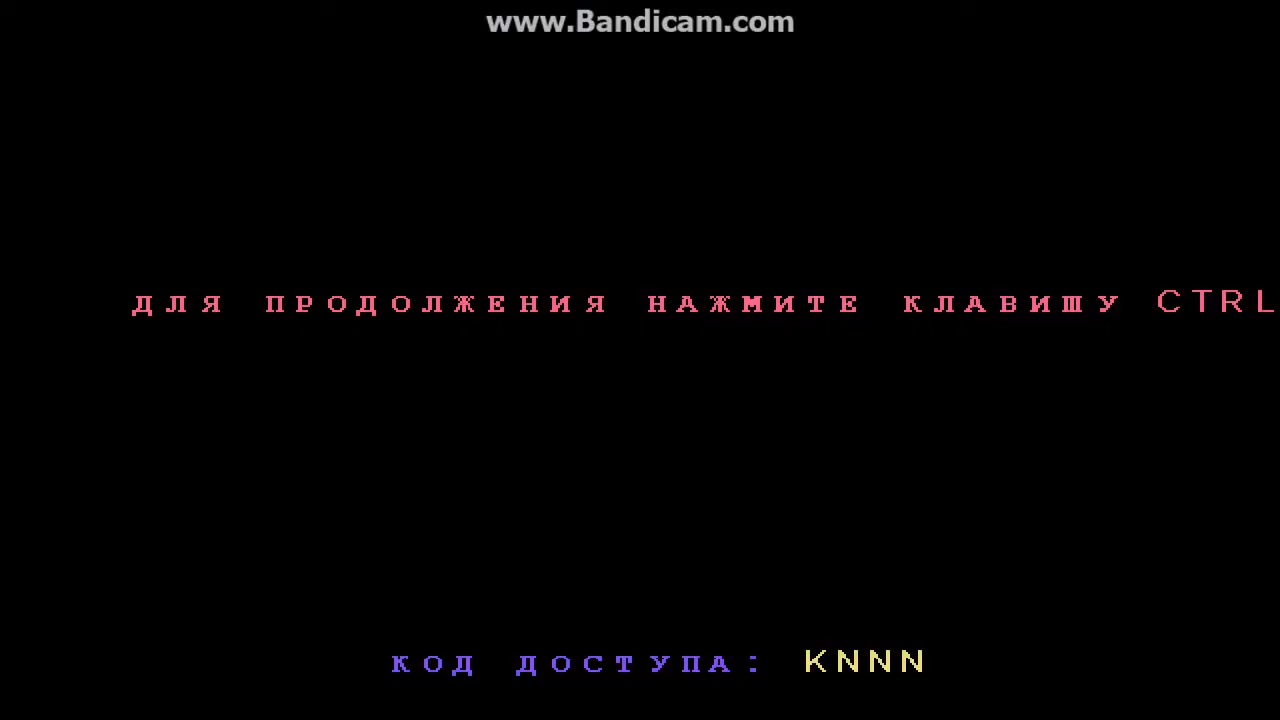 www.Bandicam.com
ДЛЯ ПРОДОЛЖЕНИЯ НАЖМИТЕ КЛАВИШУ CTRL
КОД ДОСТУПА: KNNN